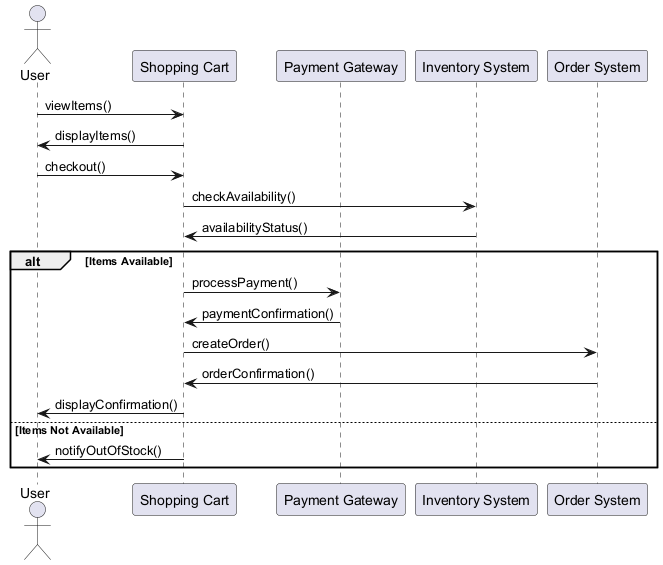 User
Shopping Cart
Payment Gateway
Inventory System
Order System
viewItems()
displayItems()
checkout()
checkAvailability()
availabilityStatus()
alt
[Items Available]
processPayment()
paymentConfirmation()
createOrder()
orderConfirmation()
displayConfirmation()
[Items Not Available]
notifyOutOfStock()
User
Shopping Cart
Payment Gateway
Inventory System
Order System